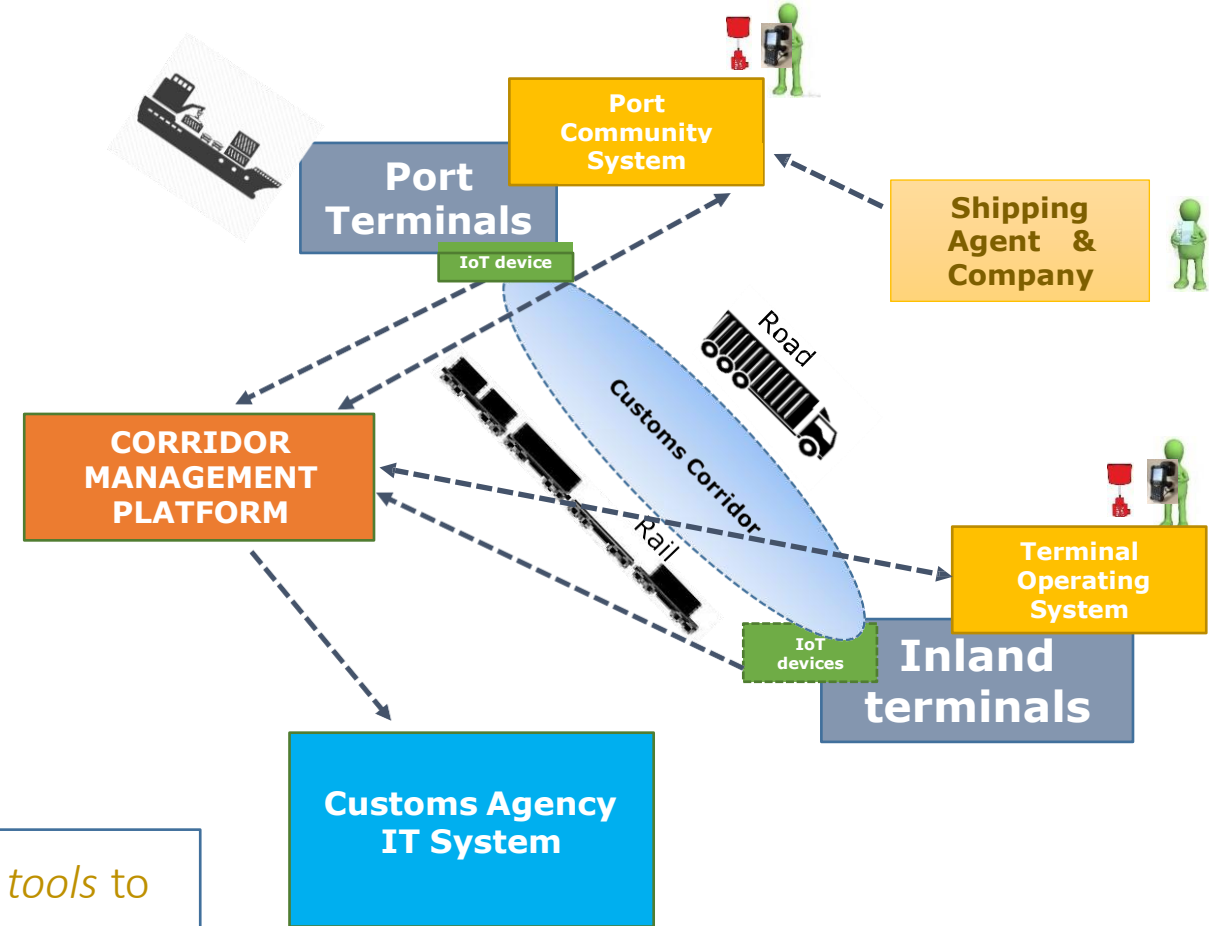 Port
Community
System
Port
Terminals
IoT device
Shipping
Agent &
Company
Road
Customs Corridor
Rail
CORRIDOR
MANAGEMENT
PLATFORM
Terminal
Operating
System
IoT
devices
Inland
terminals
Customs Agency
IT System
tools to